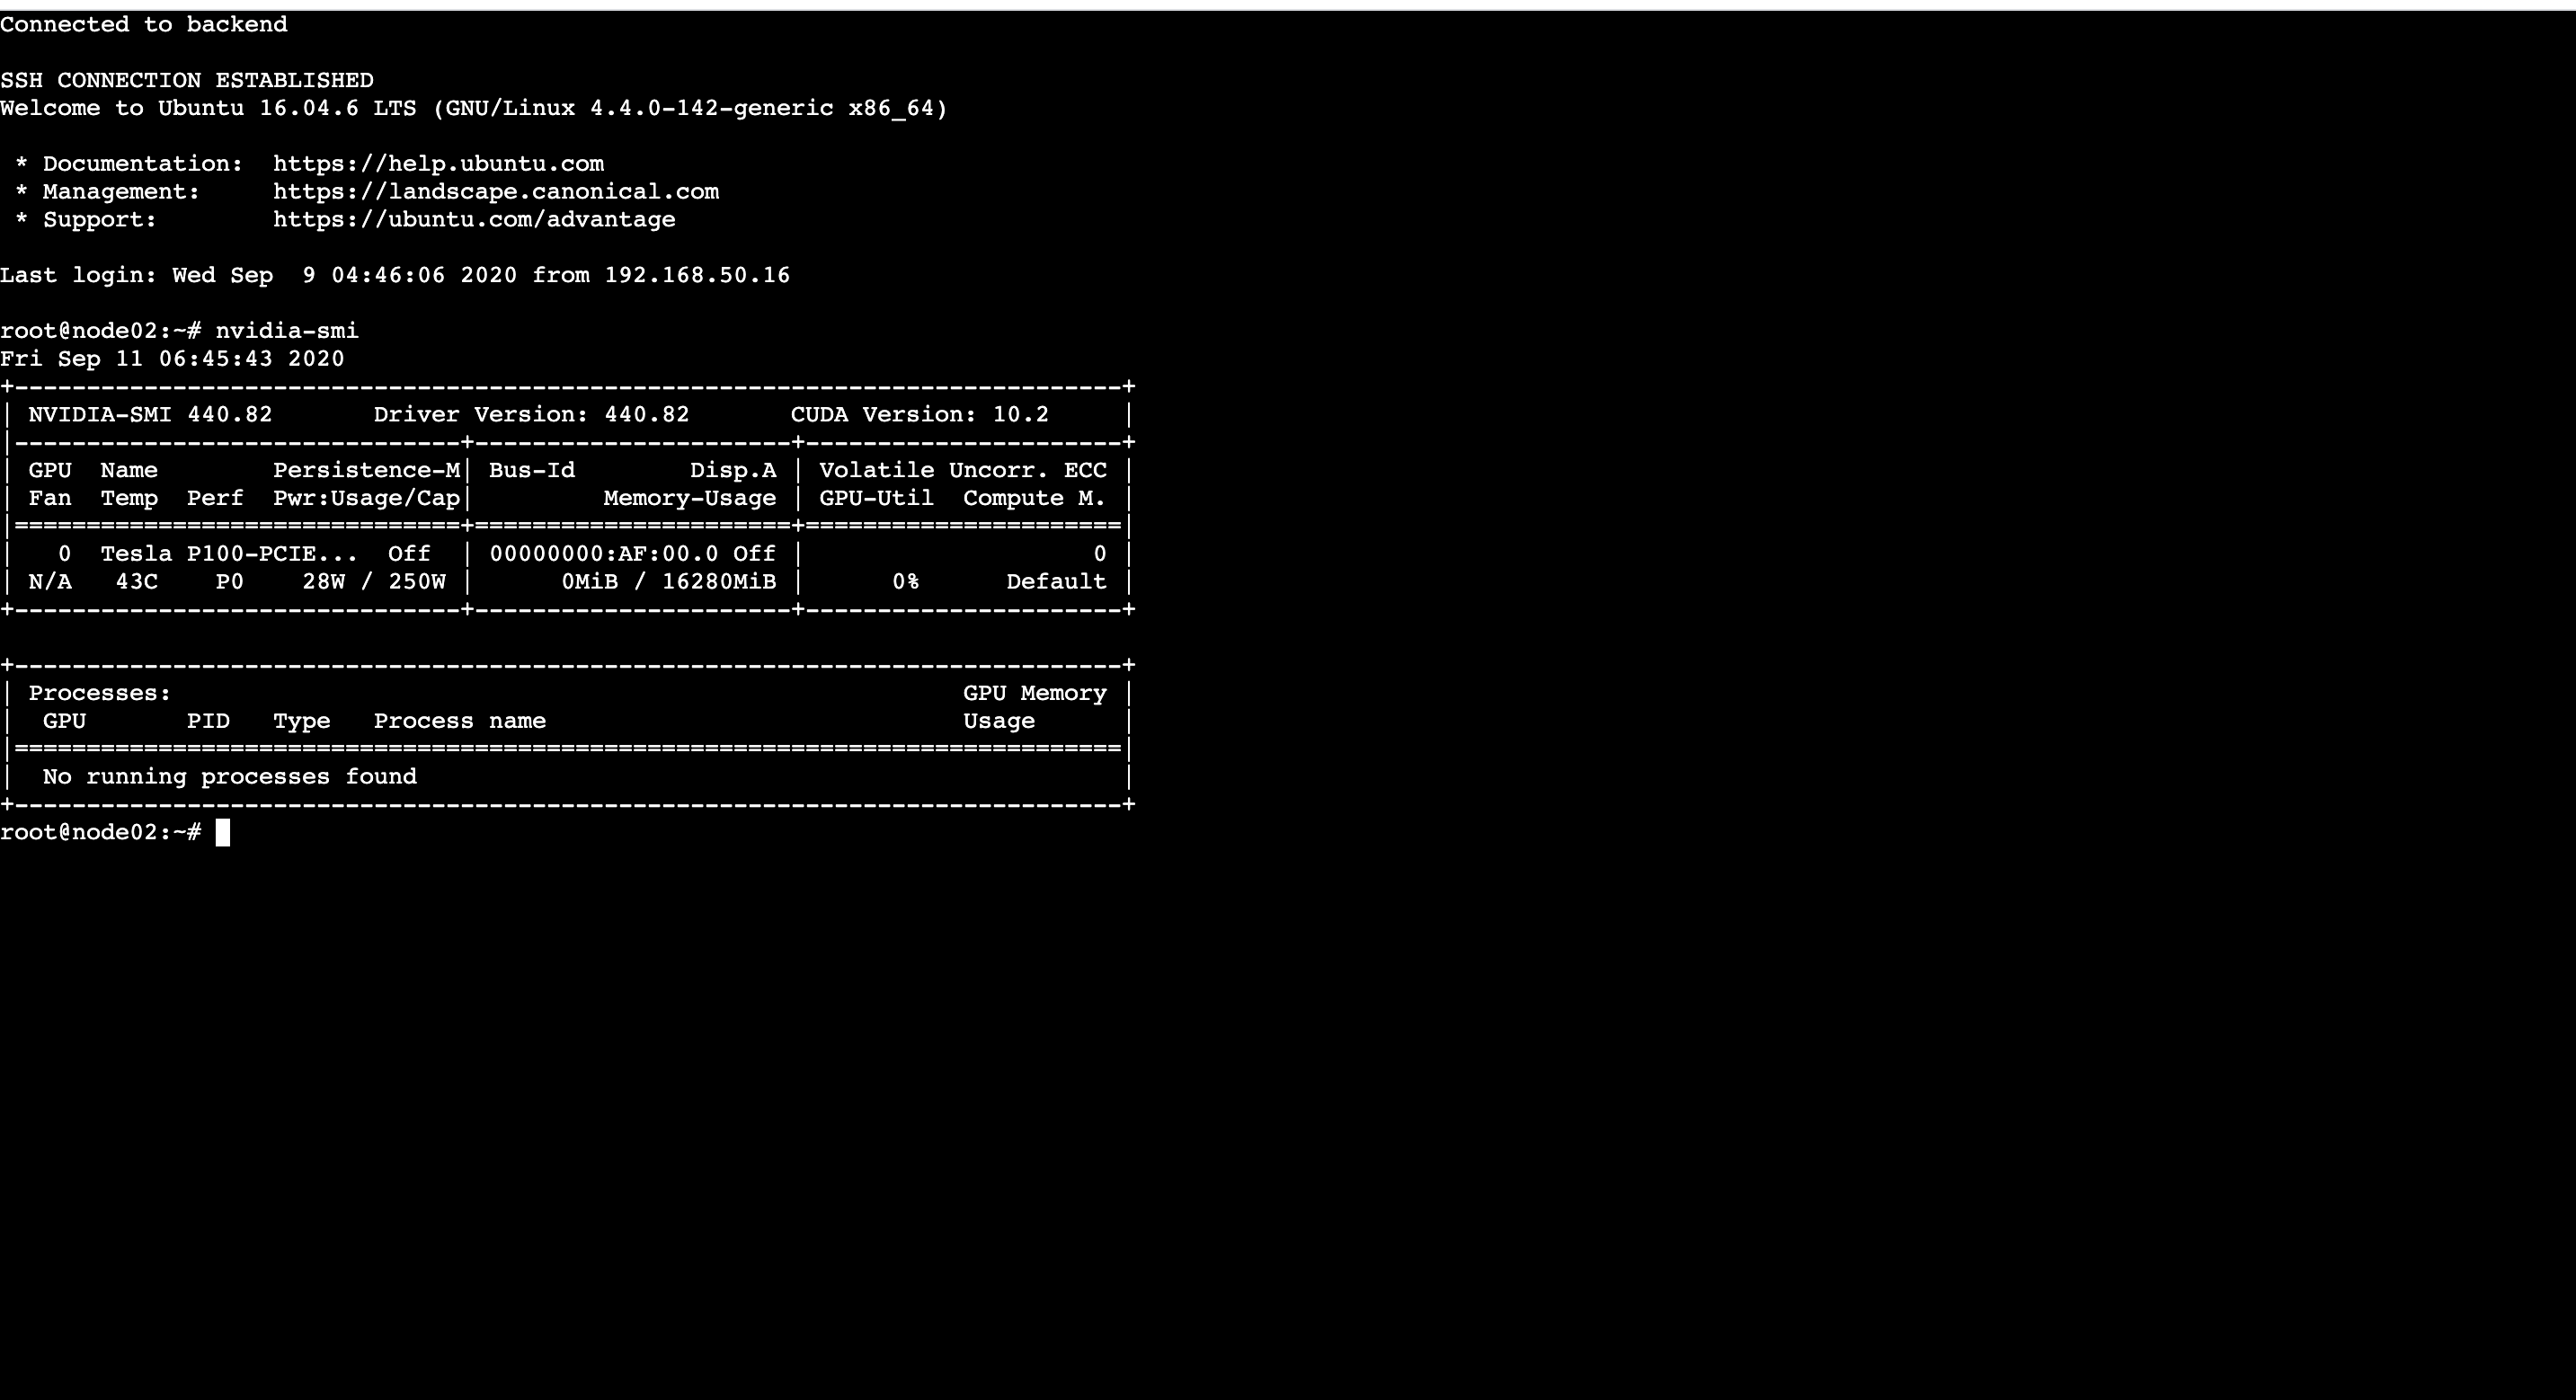 Connected to backend
SSH CONNECTION ESTABLISHED
Welcome to Ubuntu 16.04.6 LTS (GNU/Linux 4.4.0-142-generic x86_64)
 * Documentation:  https://help.ubuntu.com
 * Management:     https://landscape.canonical.com
 * Support:        https://ubuntu.com/advantage
Last login: Wed Sep  9 04:46:06 2020 from 192.168.50.16
root@node02:~# nvidia-smi
Fri Sep 11 06:45:43 2020
+-----------------------------------------------------------------------------+
| NVIDIA-SMI 440.82       Driver Version: 440.82       CUDA Version: 10.2     |
|-------------------------------+----------------------+----------------------+
| GPU  Name        Persistence-M| Bus-Id        Disp.A | Volatile Uncorr. ECC |
| Fan  Temp  Perf  Pwr:Usage/Cap|         Memory-Usage | GPU-Util  Compute M. |
|===============================+======================+======================|
|   0  Tesla P100-PCIE...  Off  | 00000000:AF:00.0 Off |                    0 |
| N/A   43C    P0    28W / 250W |      0MiB / 16280MiB |      0%      Default |
+-------------------------------+----------------------+----------------------+
+-----------------------------------------------------------------------------+
| Processes:                                                       GPU Memory |
|  GPU       PID   Type   Process name                             Usage      |
|=============================================================================|
|  No running processes found                                                 |
+-----------------------------------------------------------------------------+
root@node02:~#